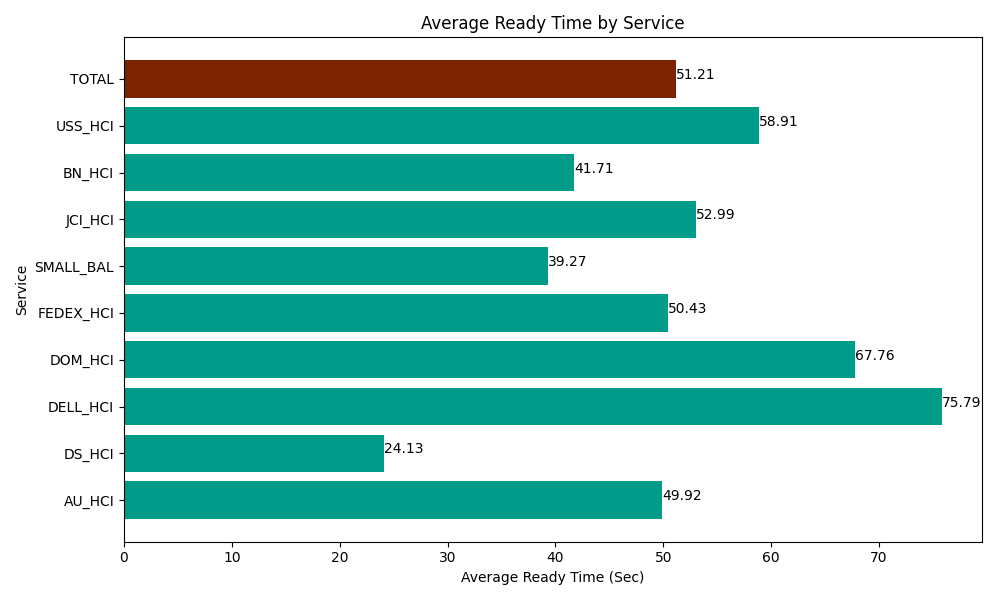 Average Ready Time by Service
TOTAL 51.21
USS_HCI 58.91
BN_HCI 41.71
JCI_HCI 52.99
SMALL_BAL 39.27
FEDEX_HCI 50.43
DOM_HCI 67.76
DELL_HCI 75.79
DS_HCI 24.13
AU_HCI 49.92
Service
0 10 20 30 40 50 60 70
Average Ready Time (Sec)